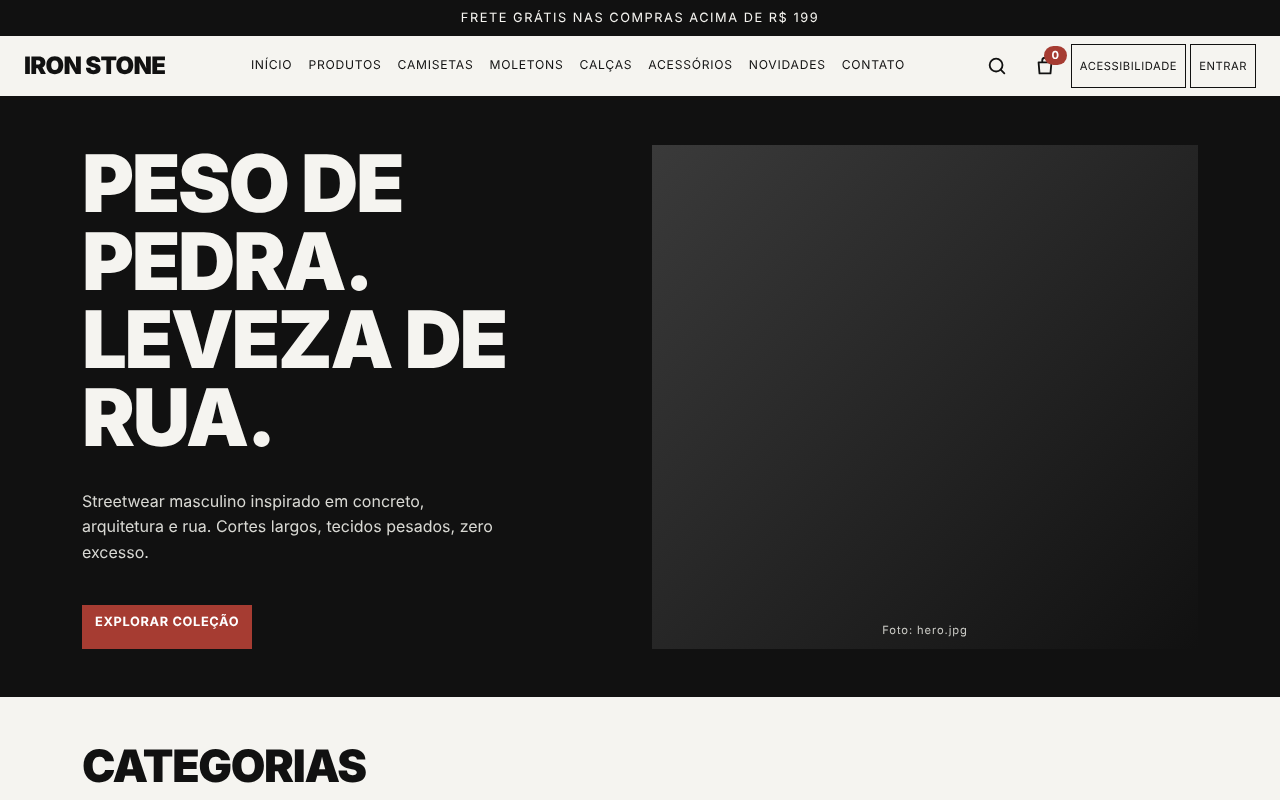 FRETE GRÁTIS NAS COMPRAS ACIMA DE R$ 199
IRON STONE
INÍCIO PRODUTOS CAMISETAS MOLETONS CALÇAS ACESSÓRIOS NOVIDADES CONTATO
0
ACESSIBILIDADE
ENTRAR
PESO DE
PEDRA.
LEVEZA DE
RUA.
Streetwear masculino inspirado em concreto,
arquitetura e rua. Cortes largos, tecidos pesados, zero
excesso.
EXPLORAR COLEÇÃO
Foto: hero.jpg
CATEGORIAS